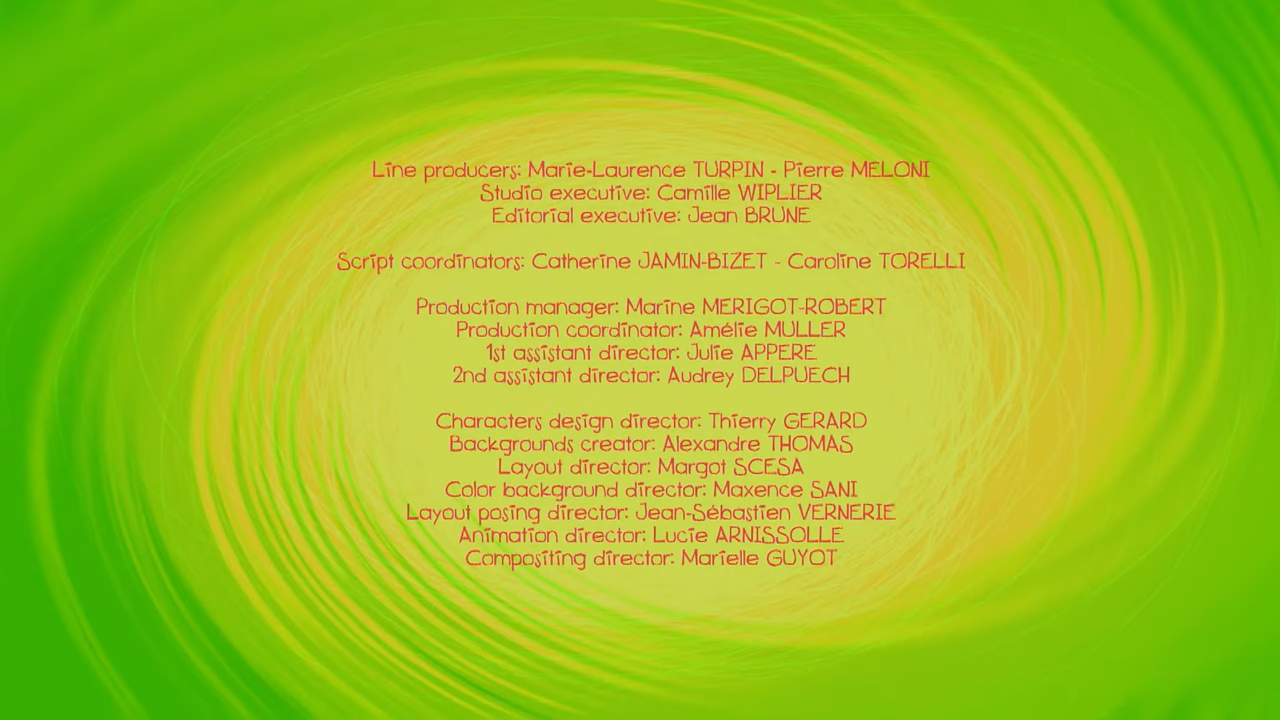 Line producers: Marie-Laurence TURPIN - Pierre MELONI
Studio executive: Camille WIPLIER
Editorial executive: Jean BRUNE
Script coordinators: Catherine JAMIN-BIZET - Caroline TORELLI
Production manager: Marine MERIGOT-ROBERT
Production coordinator: Amélie MULLER
1st assistant director: Julie APPERE
2nd assistant director: Audrey DELPUECH
Characters design director: Thierry GERARD
Backgrounds creator: Alexandre THOMAS
Layout director: Margot SCESA
Color background director: Maxence SANI
Layout posing director: Jean-Sébastien VERNERIE
Animation director: Lucie ARNISSOLLE
Compositing director: Marielle GUYOT